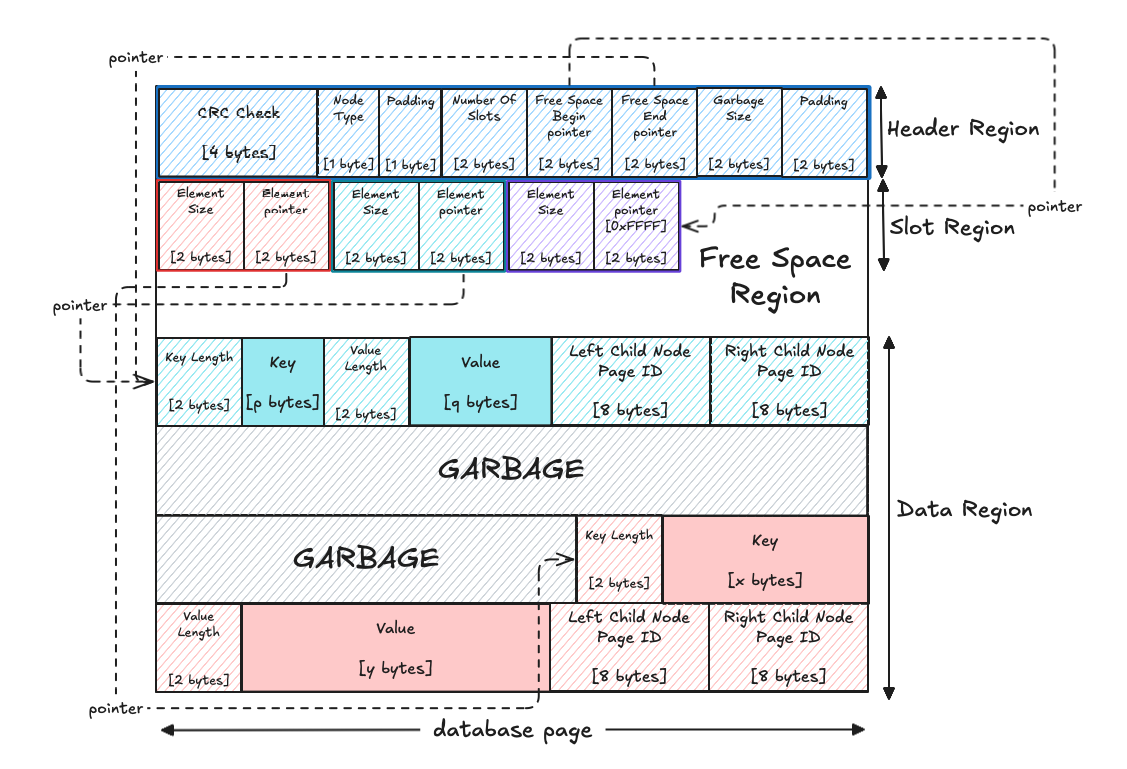 pointer
CRC Check
[4 bytes]
Node
Type
[1 byte]
Padding
[1 byte]
Number Of
Slots
[2 bytes]
Free Space
Begin
pointer
[2 bytes]
Free Space
End
pointer
[2 bytes]
Garbage
Size
[2 bytes]
Padding
[2 bytes]
Header Region
Element
Size
[2 bytes]
Element
pointer
[2 bytes]
Element
Size
[2 bytes]
Element
pointer
[2 bytes]
Element
Size
[2 bytes]
Element
pointer
[0xFFFF]
[2 bytes]
pointer
Slot Region
Free Space
Region
pointer
Key Length
[2 bytes]
Key
[p bytes]
Value
Length
[2 bytes]
Value
[q bytes]
Left Child Node
Page ID
[8 bytes]
Right Child Node
Page ID
[8 bytes]
GARBAGE
Data Region
GARBAGE
Key Length
[2 bytes]
Key
[x bytes]
Value
Length
[2 bytes]
Value
[y bytes]
Left Child Node
Page ID
[8 bytes]
Right Child Node
Page ID
[8 bytes]
pointer
database page